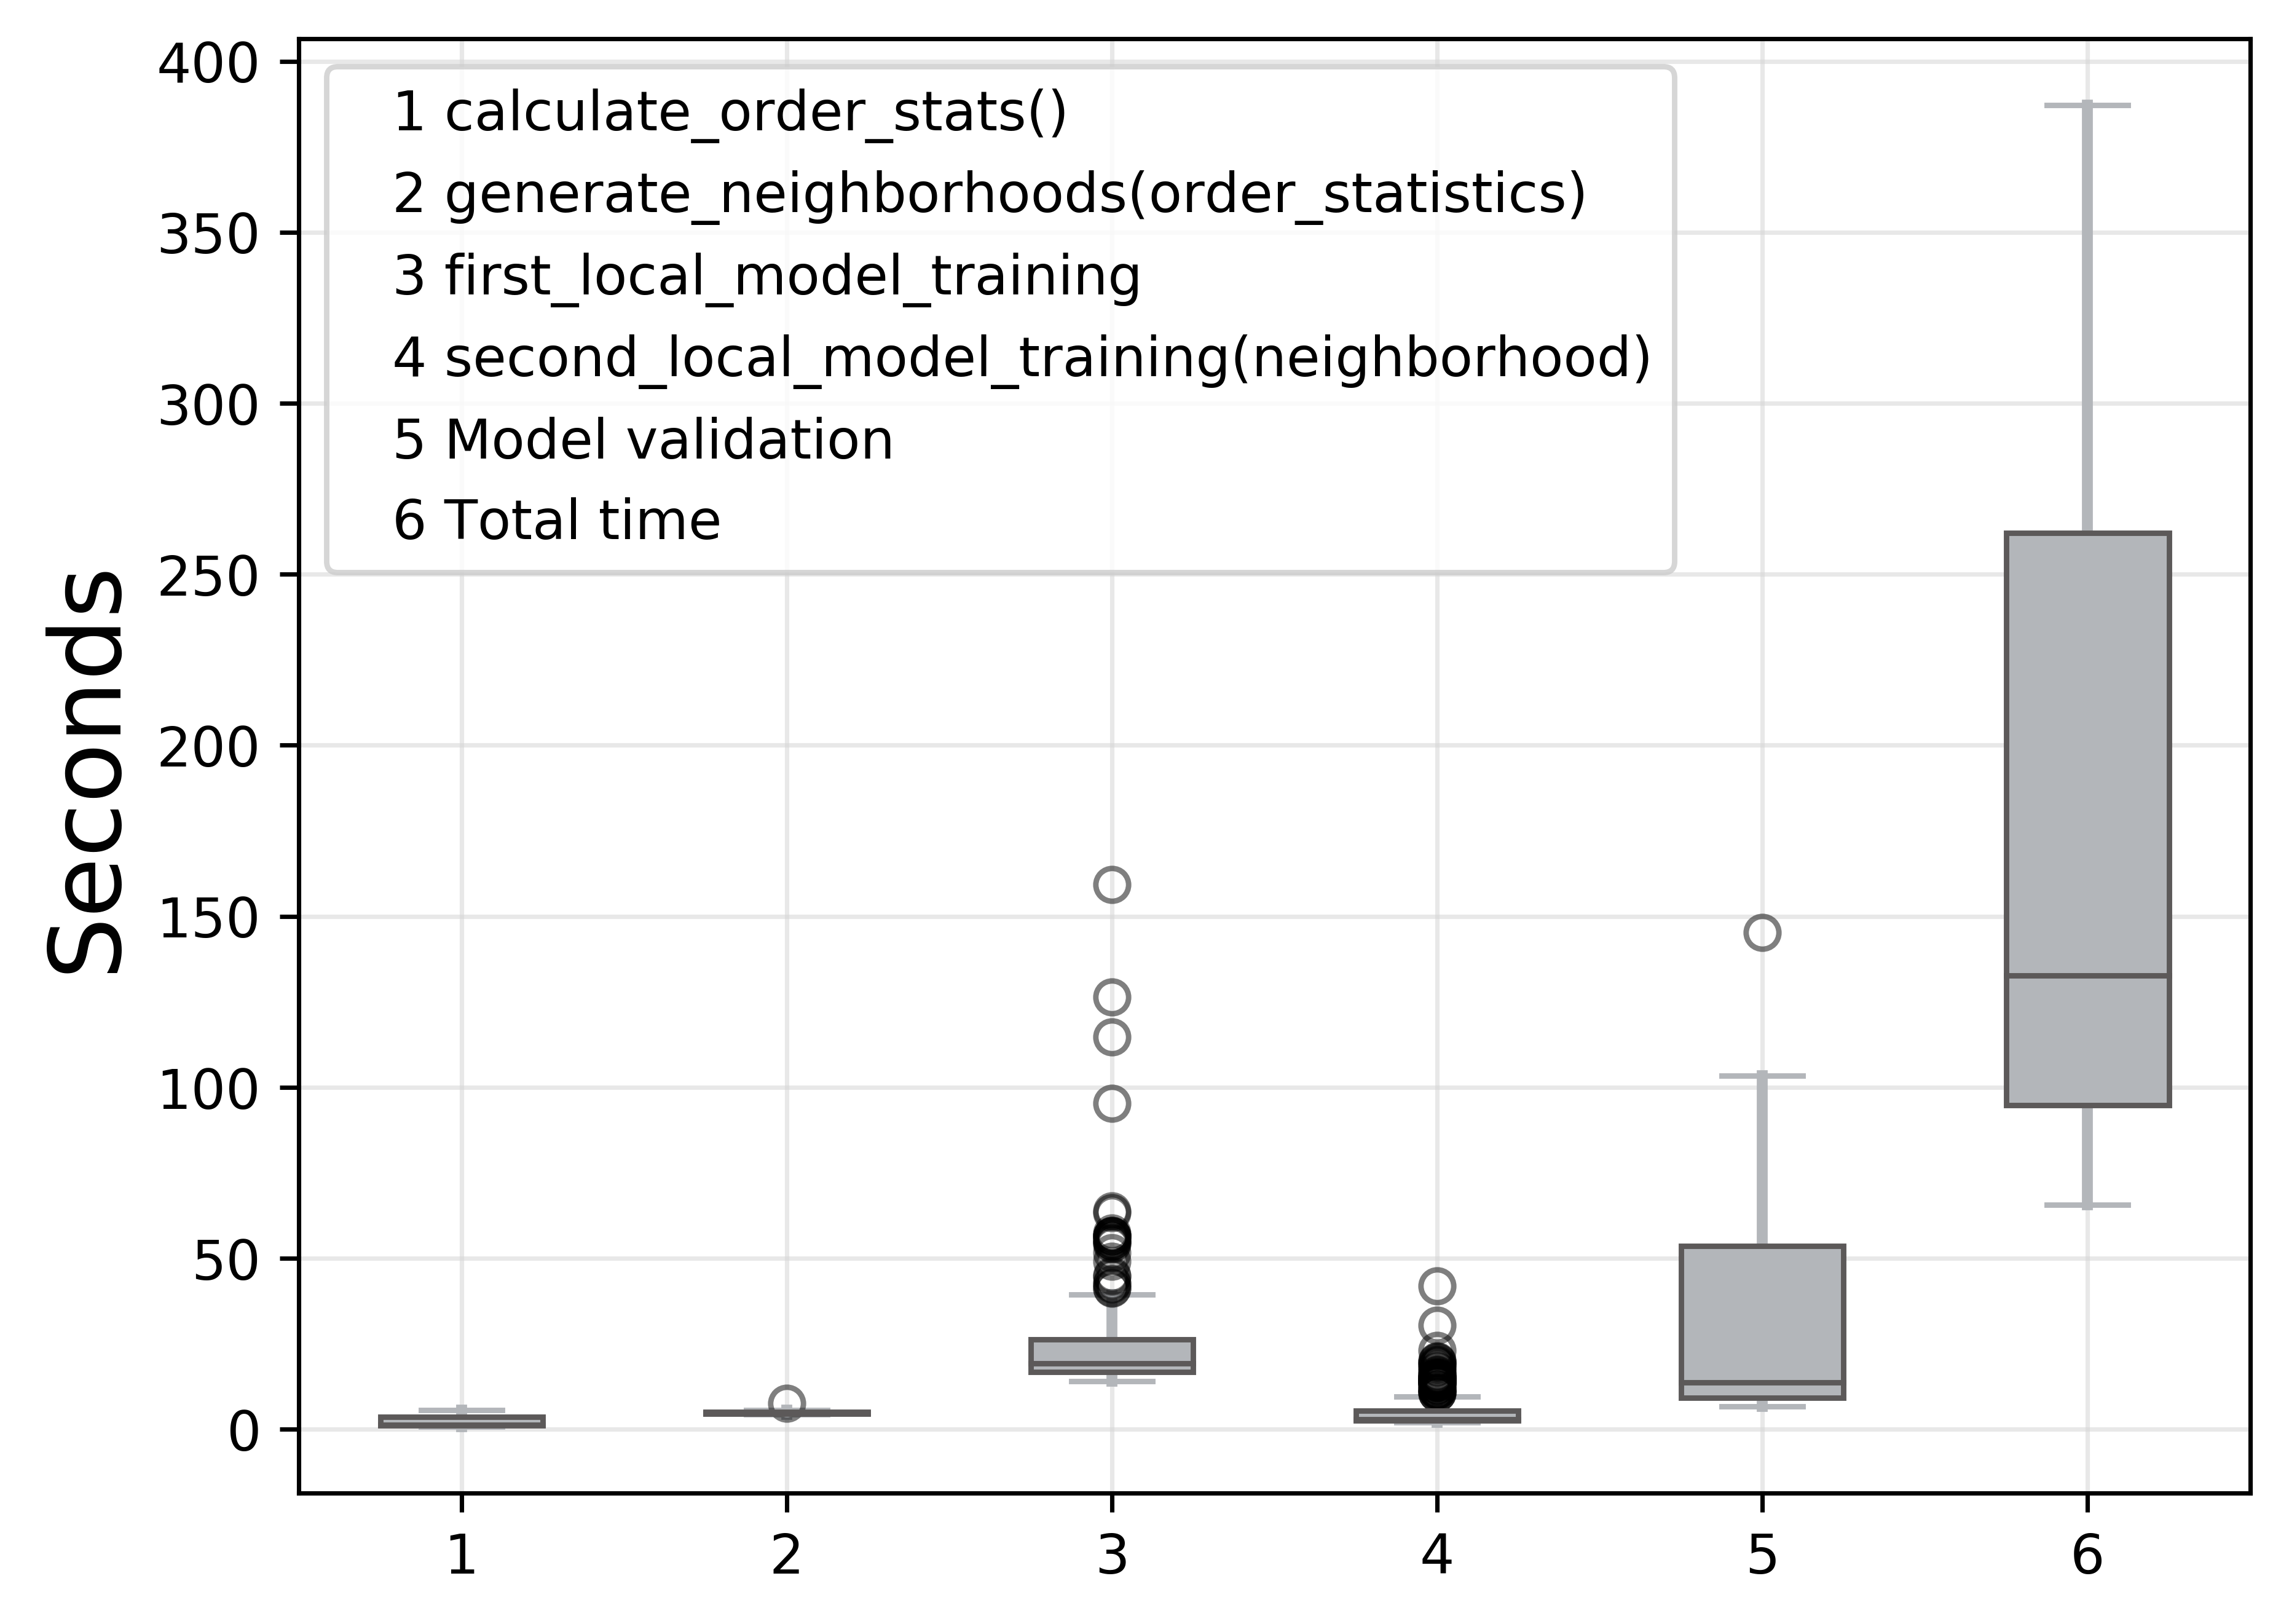 Seconds
400
350
300
250
200
150
100
50
0
1 calculate_order_stats()
2 generate_neighborhoods(order_statistics)
3 first_local_model_training
4 second_local_model_training(neighborhood)
5 Model validation
6 Total time
1 2 3 4 5 6